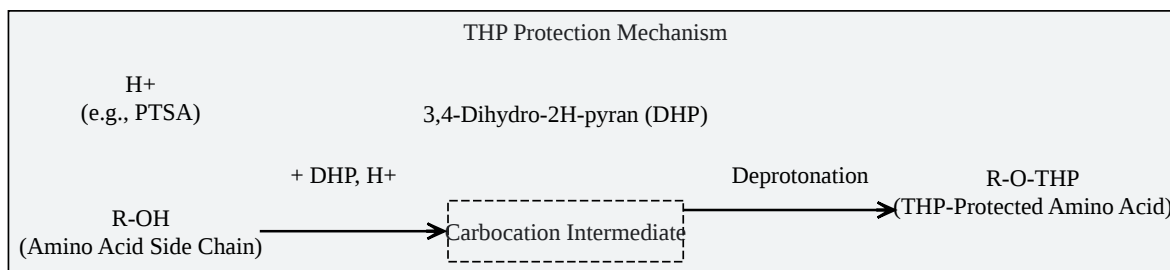 THP Protection Mechanism
H+
(e.g., PTSA)
3,4-Dihydro-2H-pyran (DHP)
+ DHP, H+
Deprotonation
R-O-THP
(THP-Protected Amino Acid)
R-OH
(Amino Acid Side Chain)
Carbocation Intermediate